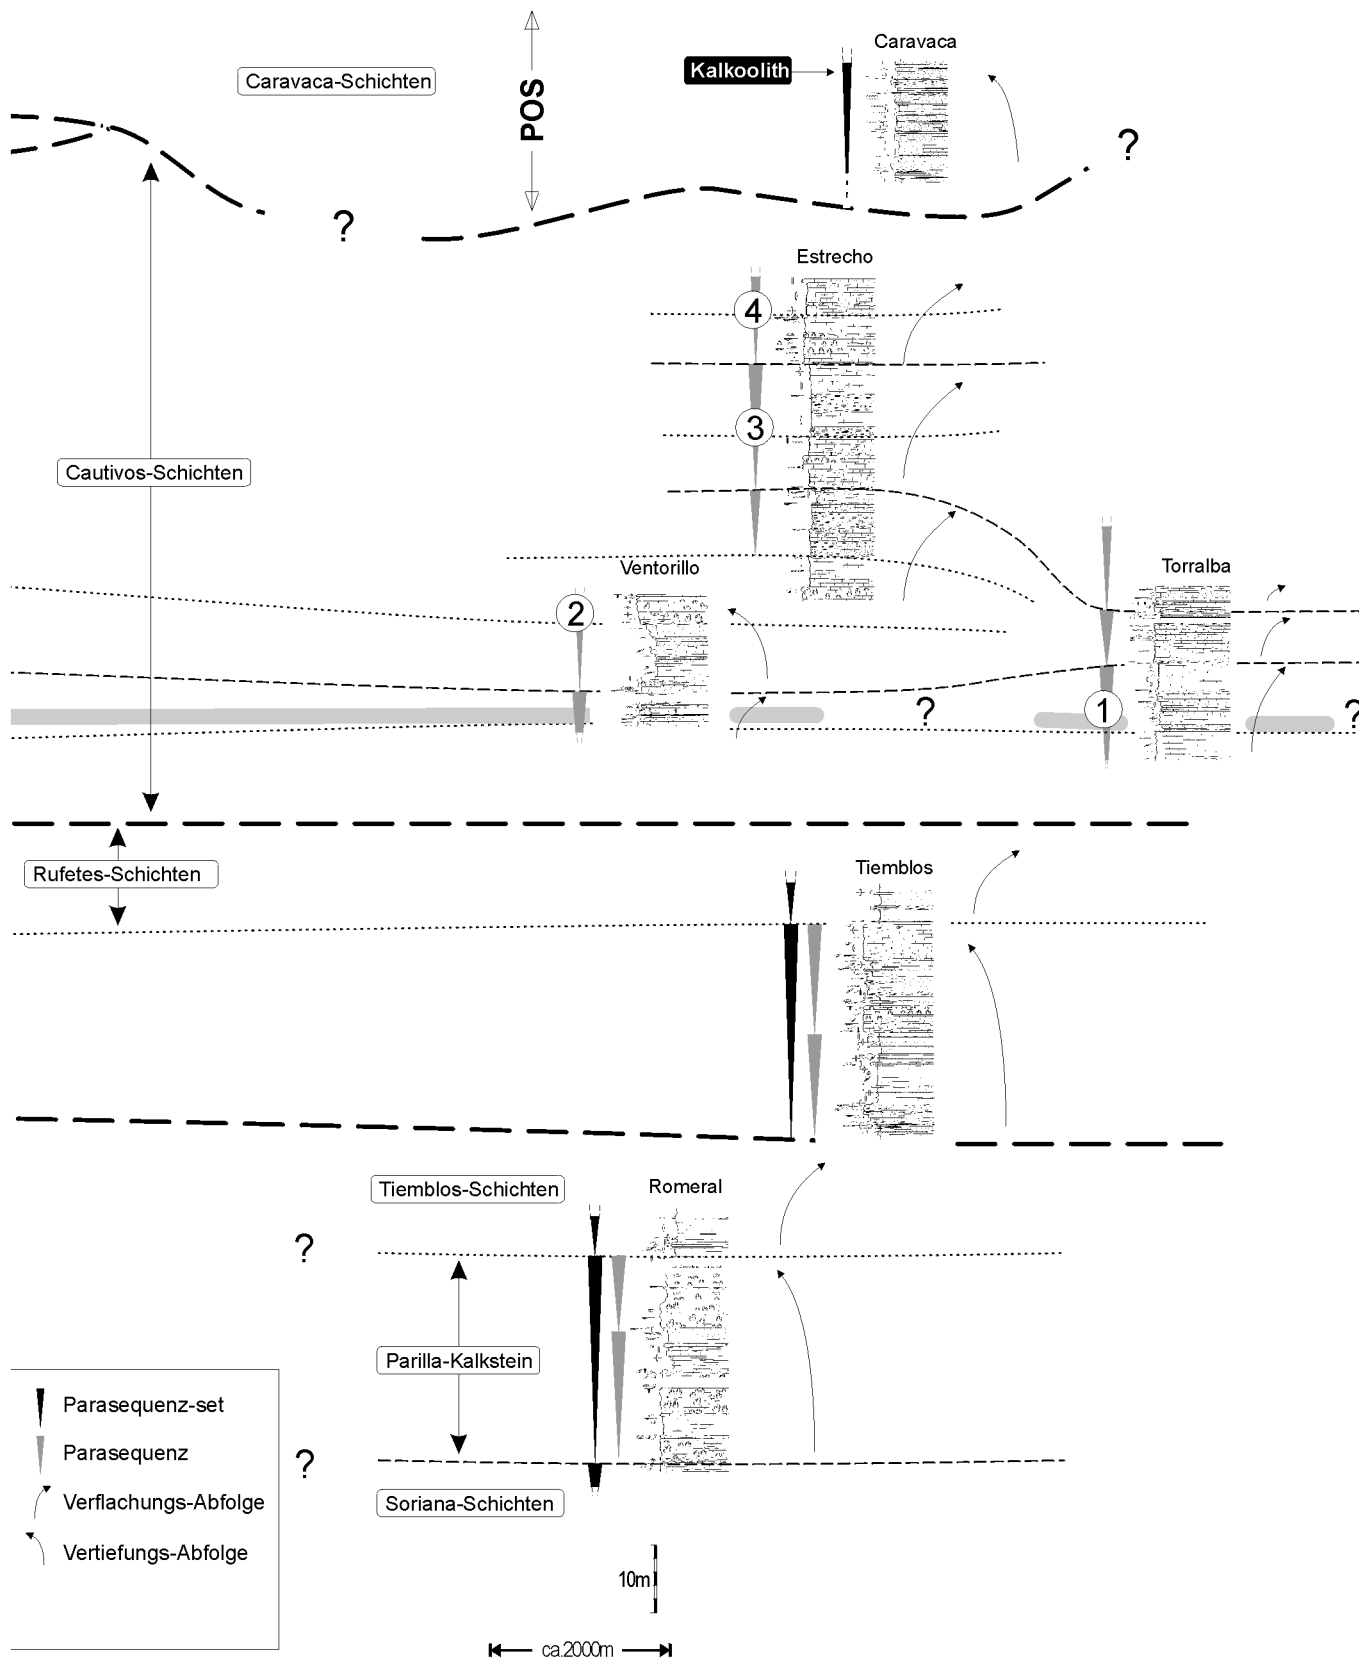 Caravaca
Caravaca-Schichten
POS
Kalkoolith
?
?
Estrecho
4
3
Cautivos-Schichten
Ventorillo
Torralba
2
1
?
?
Rufetes-Schichten
Tiemblos
Tiemblos-Schichten
Romeral
?
Parilla-Kalkstein
?
Soriana-Schichten
Parasequenz-set
Parasequenz
Verflachungs-Abfolge
Vertiefungs-Abfolge
10m
ca.2000m